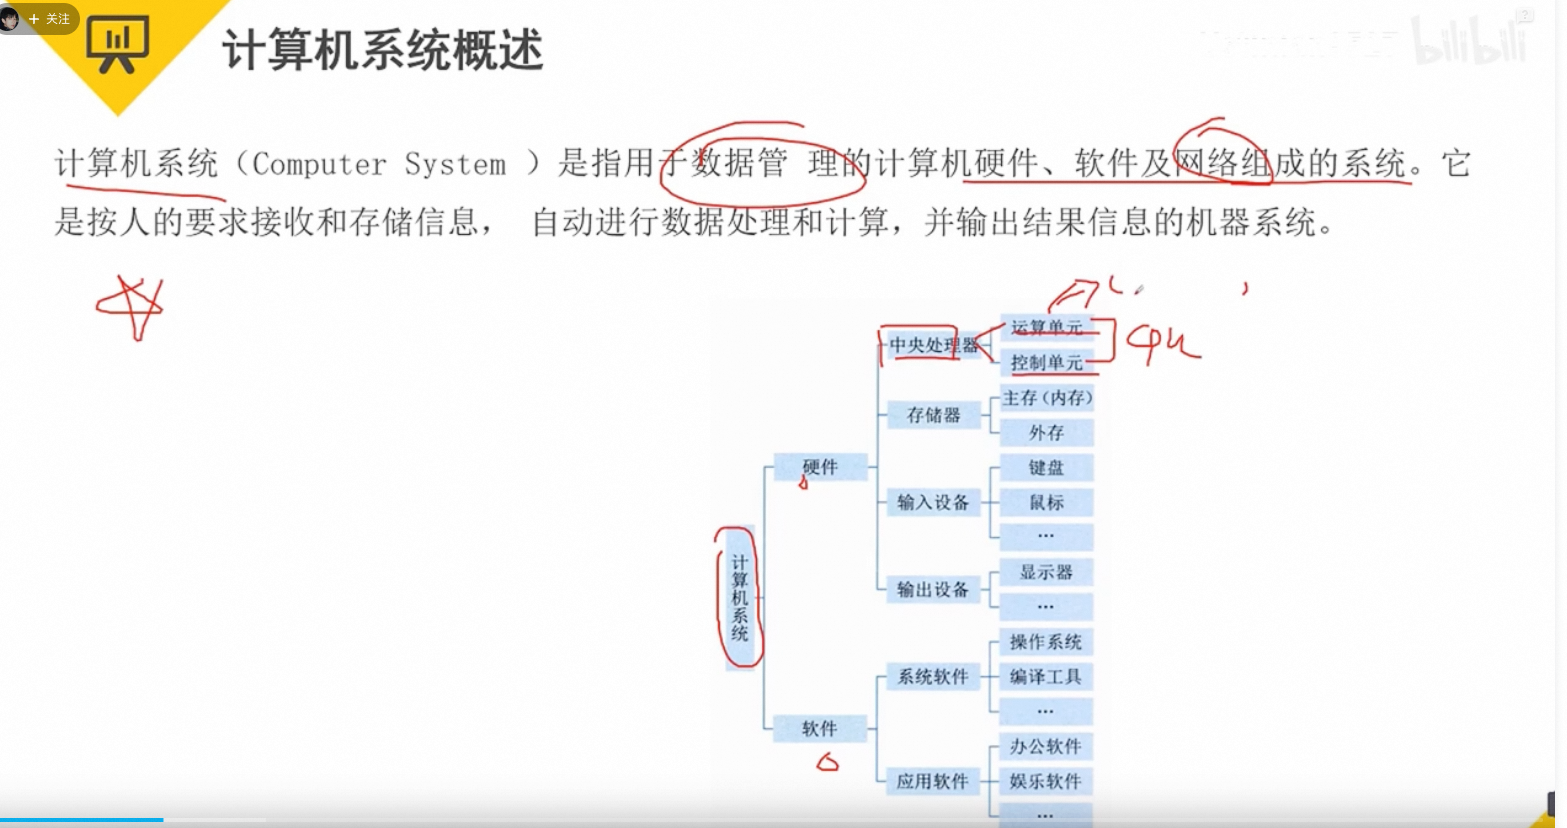 + 关注
计算机系统概述
bilibili
计算机系统（Computer System ）是指用于数据管 理的计算机硬件、软件及网络组成的系统。它
是按人的要求接收和存储信息， 自动进行数据处理和计算，并输出结果信息的机器系统。
计算机系统
硬件
中央处理器
运算单元
控制单元
CPU
存储器
主存（内存）
外存
输入设备
键盘
鼠标
…
输出设备
显示器
…
软件
系统软件
操作系统
编译工具
…
应用软件
办公软件
娱乐软件
…